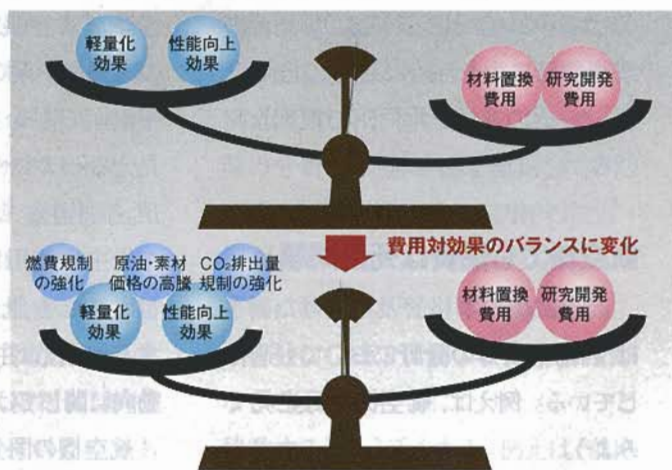 軽量化
効果
性能向上
効果
材料置換
費用
研究開発
費用
費用対効果のバランスに変化
燃費規制
の強化
原油・素材
価格の高騰
CO₂排出量
規制の強化
軽量化
効果
性能向上
効果
材料置換
費用
研究開発
費用